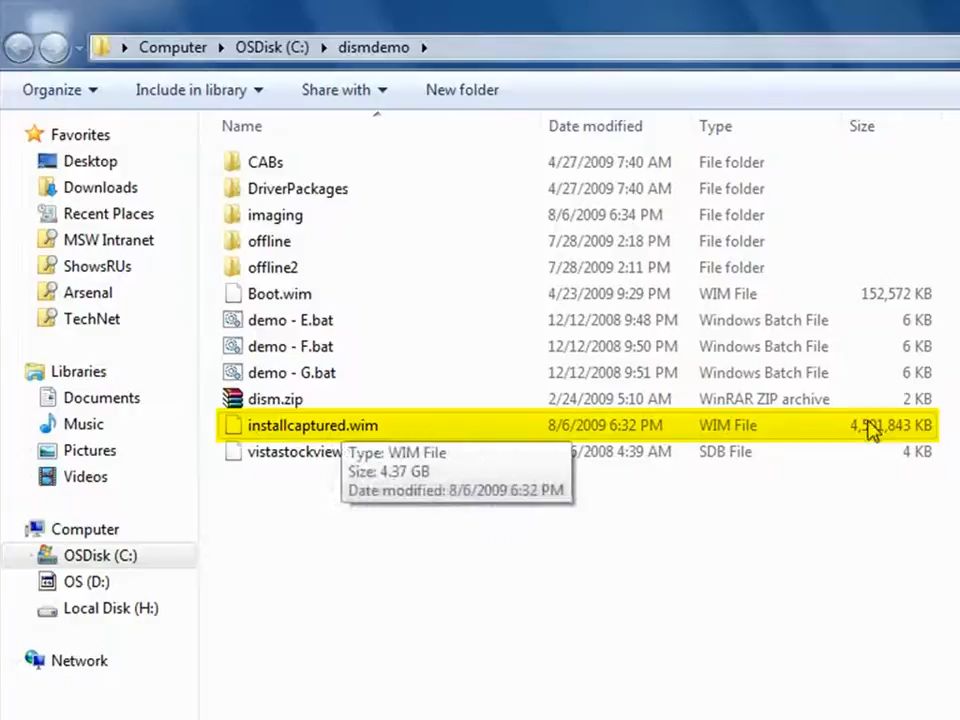 Computer OSDisk (C:) dismdemo
Organize Include in library Share with New folder
Name Date modified Type Size
Favorites
Desktop
Downloads
Recent Places
MSW Intranet
ShowsRUs
Arsenal
TechNet
Libraries
Documents
Music
Pictures
Videos
Computer
OSDisk (C:)
OS (D:)
Local Disk (H:)
Network
CABs 4/27/2009 7:40 AM File folder
DriverPackages 4/27/2009 7:40 AM File folder
imaging 8/6/2009 6:34 PM File folder
offline 7/28/2009 2:18 PM File folder
offline2 7/28/2009 2:11 PM File folder
Boot.wim 4/23/2009 9:29 PM WIM File 152,572 KB
demo - E.bat 12/12/2008 9:48 PM Windows Batch File 6 KB
demo - F.bat 12/12/2008 9:50 PM Windows Batch File 6 KB
demo - G.bat 12/12/2008 9:51 PM Windows Batch File 6 KB
dism.zip 2/24/2009 5:10 AM WinRAR ZIP archive 2 KB
installcaptured.wim 8/6/2009 6:32 PM WIM File KB
4:39 AM SDB File 4 KB
Type: WIM File
Size: 4.37 GB
Date modified: 8/6/2009 6:32 PM